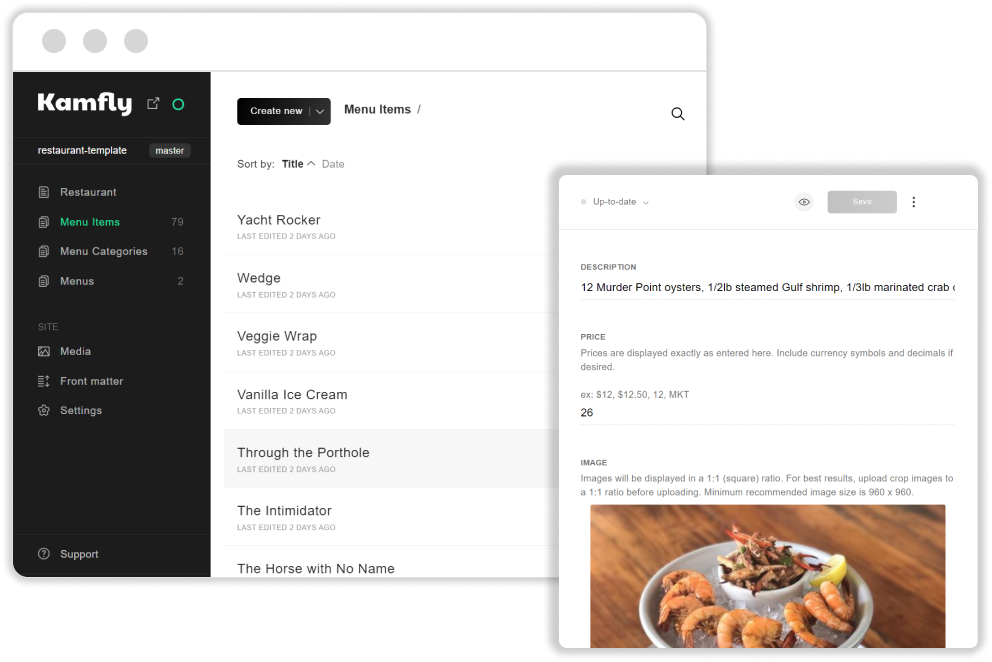 Kamfly
restaurant-template master
Restaurant
Menu Items 79
Menu Categories 16
Menus 2
SITE
Media
Front matter
Settings
Support
Create new
Menu Items /
Sort by: Title Date
Yacht Rocker
LAST EDITED 2 DAYS AGO
Wedge
LAST EDITED 2 DAYS AGO
Veggie Wrap
LAST EDITED 2 DAYS AGO
Vanilla Ice Cream
LAST EDITED 2 DAYS AGO
Through the Porthole
LAST EDITED 2 DAYS AGO
The Intimidator
LAST EDITED 2 DAYS AGO
The Horse with No Name
Up-to-date
Save
DESCRIPTION
12 Murder Point oysters, 1/2lb steamed Gulf shrimp, 1/3lb marinated crab
PRICE
Prices are displayed exactly as entered here. Include currency symbols and decimals if
desired.
ex: $12, $12.50, 12, MKT
26
IMAGE
Images will be displayed in a 1:1 (square) ratio. For best results, upload crop images to
a 1:1 ratio before uploading. Minimum recommended image size is 960 x 960.